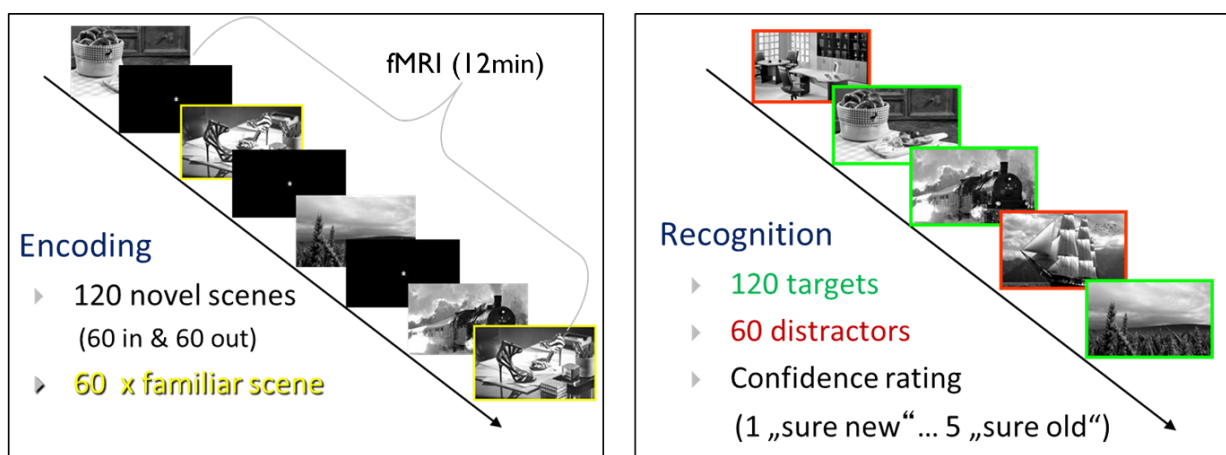 fMRI (12min)
Encoding
120 novel scenes
(60 in & 60 out)
60 x familiar scene
Recognition
120 targets
60 distractors
Confidence rating
(1 „sure new“ ... 5 „sure old“)